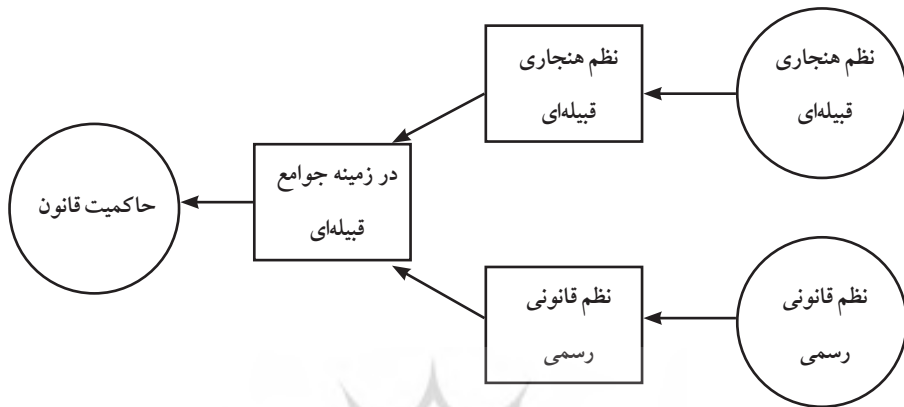 نظم هنجاری
قبیله‌ای
نظم هنجاری
قبیله‌ای
در زمینه جوامع
قبیله‌ای
حاکمیت قانون
نظم قانونی
رسمی
نظم قانونی
رسمی